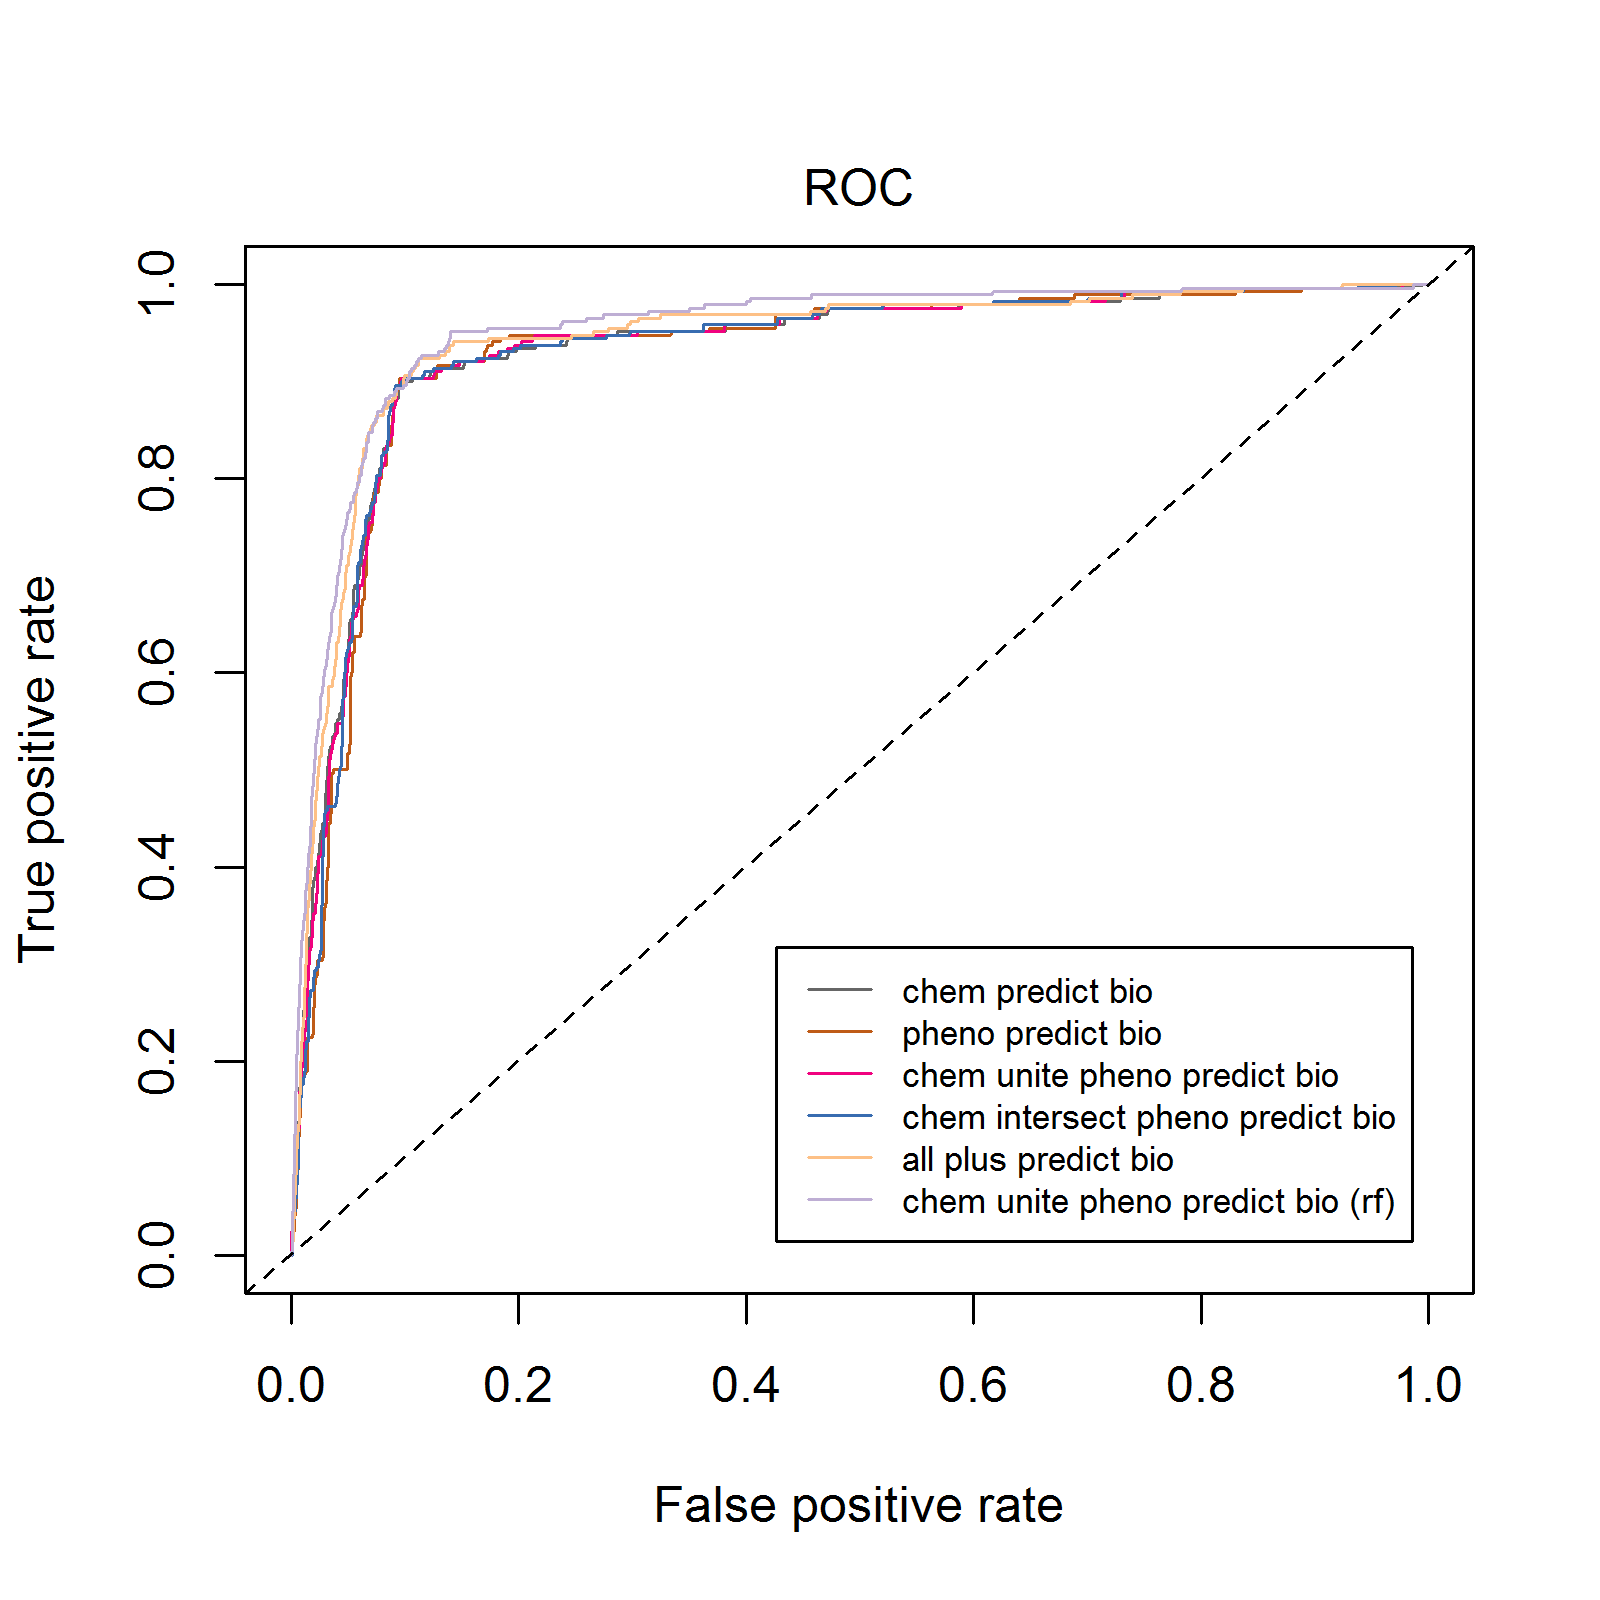 ROC
True positive rate
1.0
0.8
0.6
0.4
0.2
0.0
chem predict bio
pheno predict bio
chem unite pheno predict bio
chem intersect pheno predict bio
all plus predict bio
chem unite pheno predict bio (rf)
0.0 0.2 0.4 0.6 0.8 1.0
False positive rate